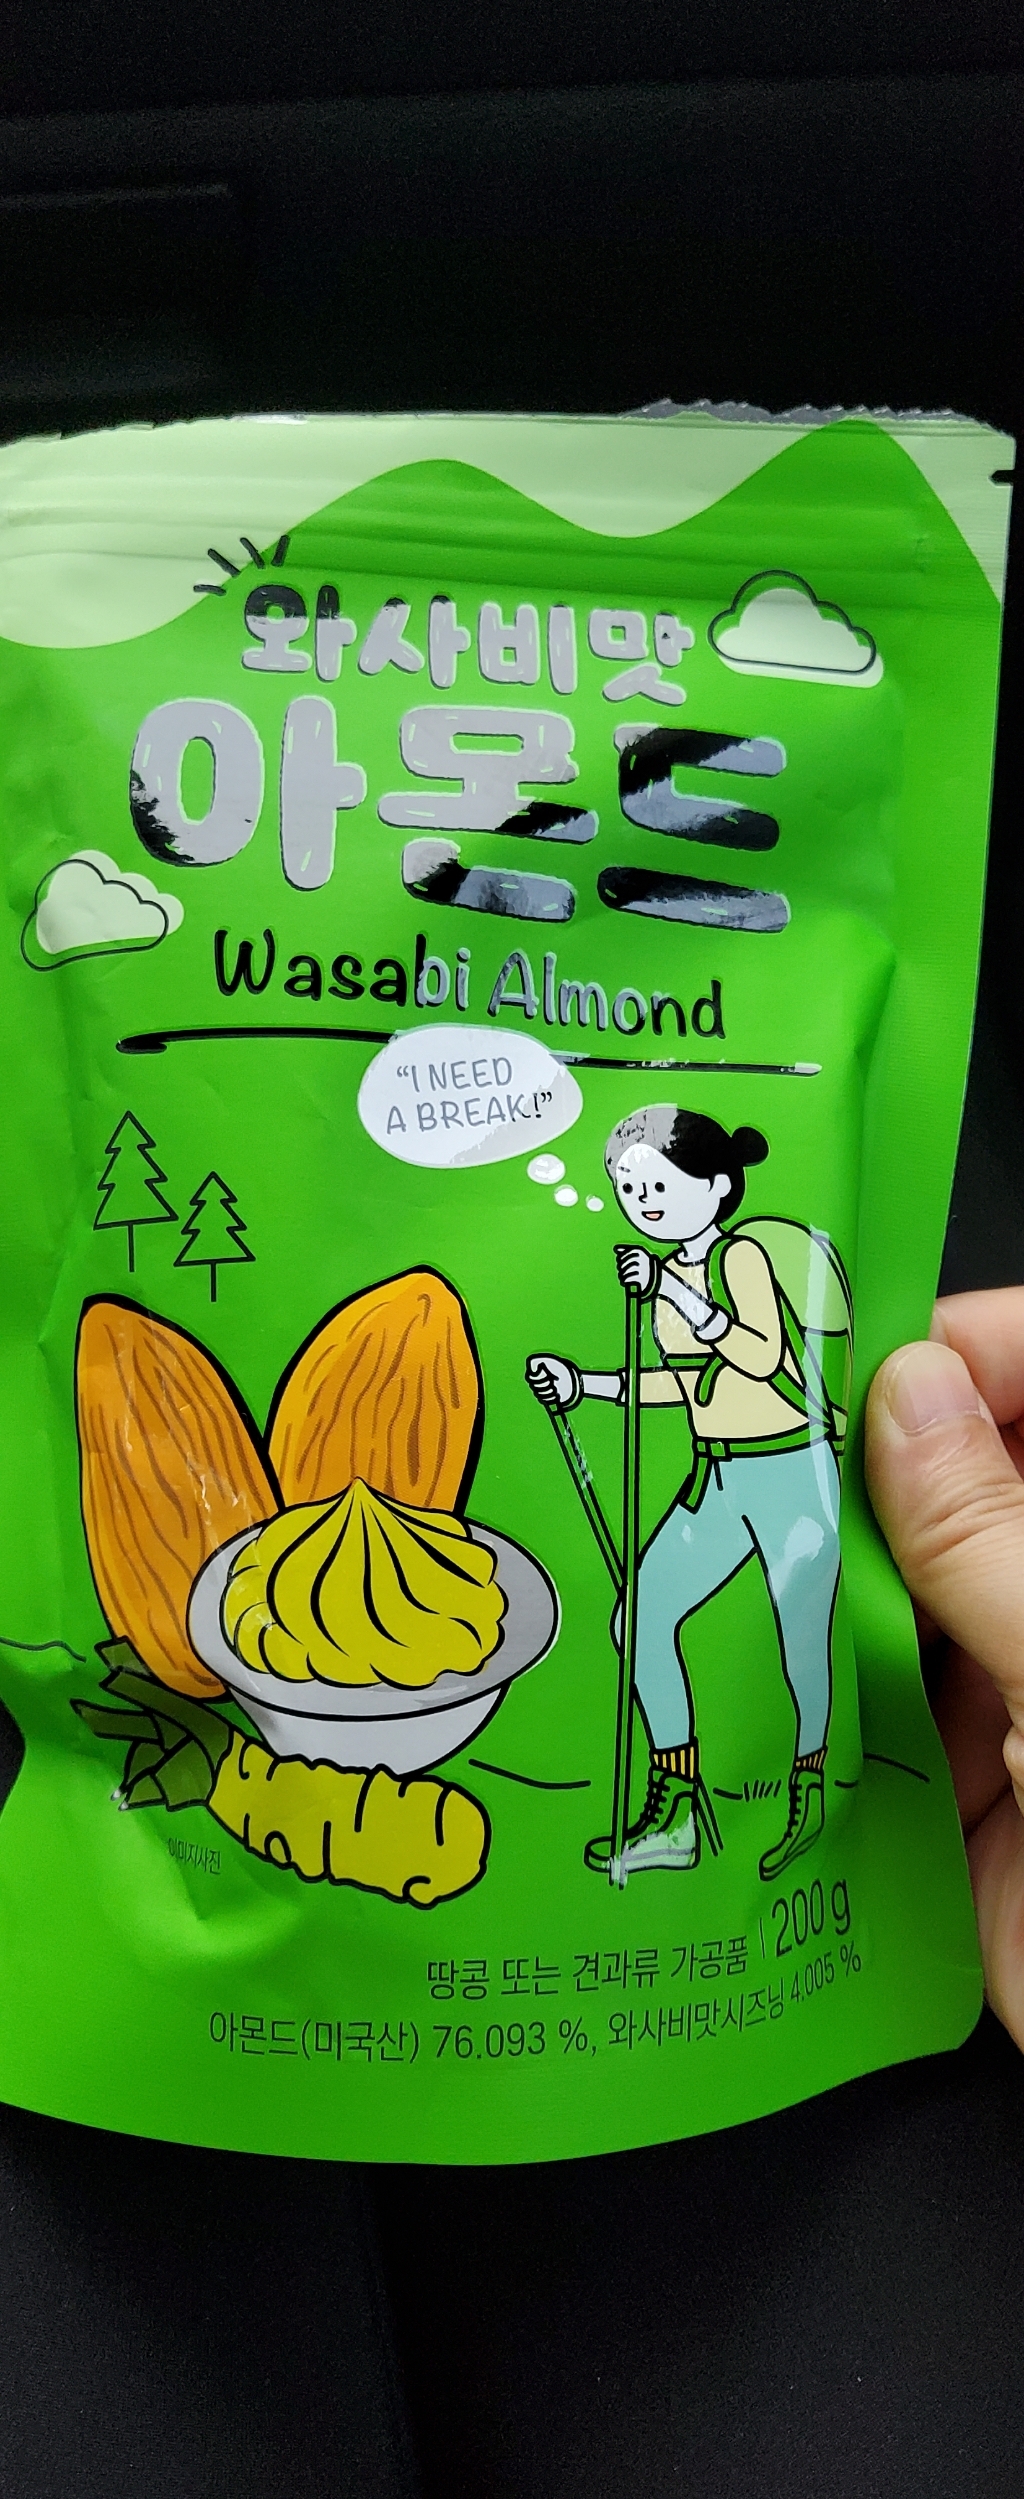 와사비맛
아몬드
Wasabi Almond
“I NEED
A BREAK!”
이미지사진
땅콩 또는 견과류 가공품 | 200 g
아몬드(미국산) 76.093 %, 와사비맛시즈닝 4.005 %